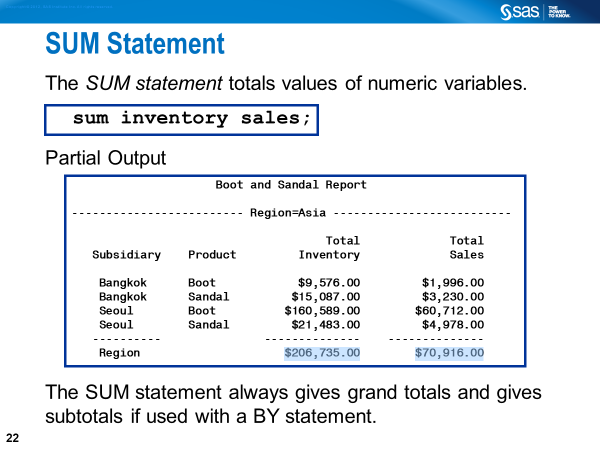 sas THE POWER TO KNOW.
SUM Statement
The SUM statement totals values of numeric variables.
sum inventory sales;
Partial Output
Boot and Sandal Report
------------------------- Region=Asia --------------------------
Total Total
Subsidiary Product Inventory Sales
Bangkok Boot $9,576.00 $1,996.00
Bangkok Sandal $15,087.00 $3,230.00
Seoul Boot $160,589.00 $60,712.00
Seoul Sandal $21,483.00 $4,978.00
---------- -------------- --------------
Region $206,735.00 $70,916.00
The SUM statement always gives grand totals and gives
subtotals if used with a BY statement.
22